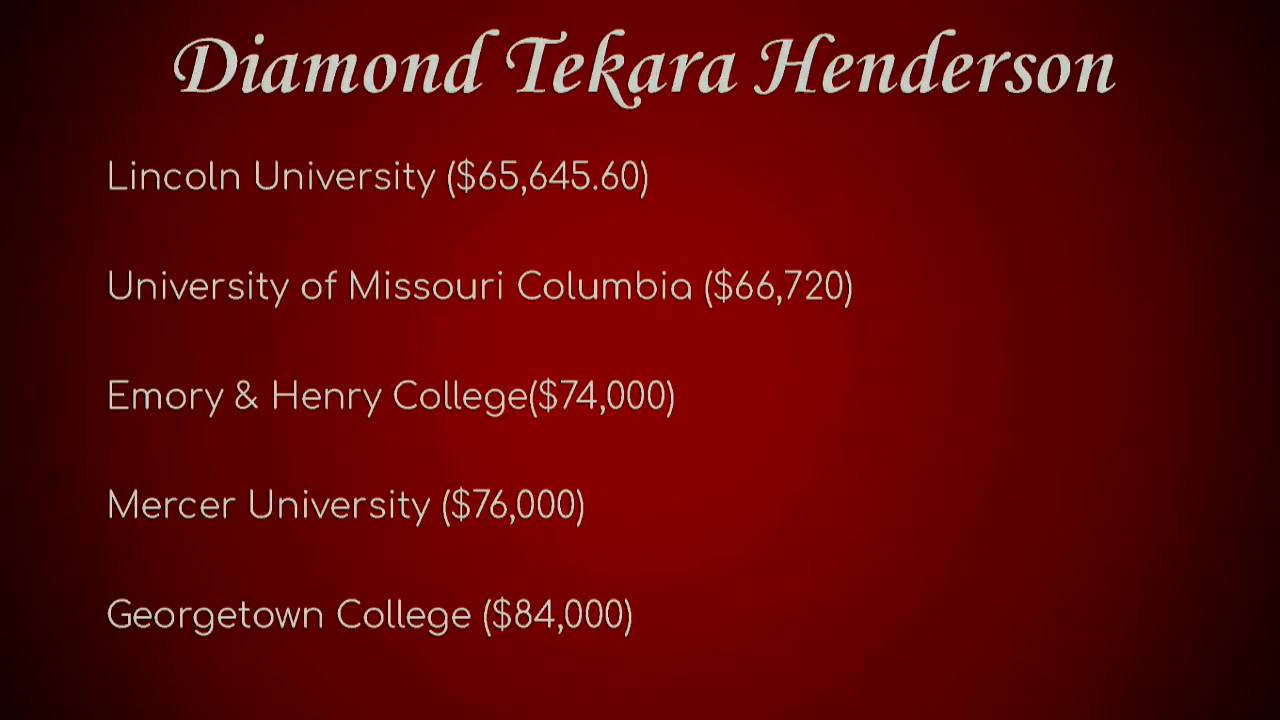 Diamond Tekara Henderson
Lincoln University ($65,645.60)
University of Missouri Columbia ($66,720)
Emory & Henry College($74,000)
Mercer University ($76,000)
Georgetown College ($84,000)